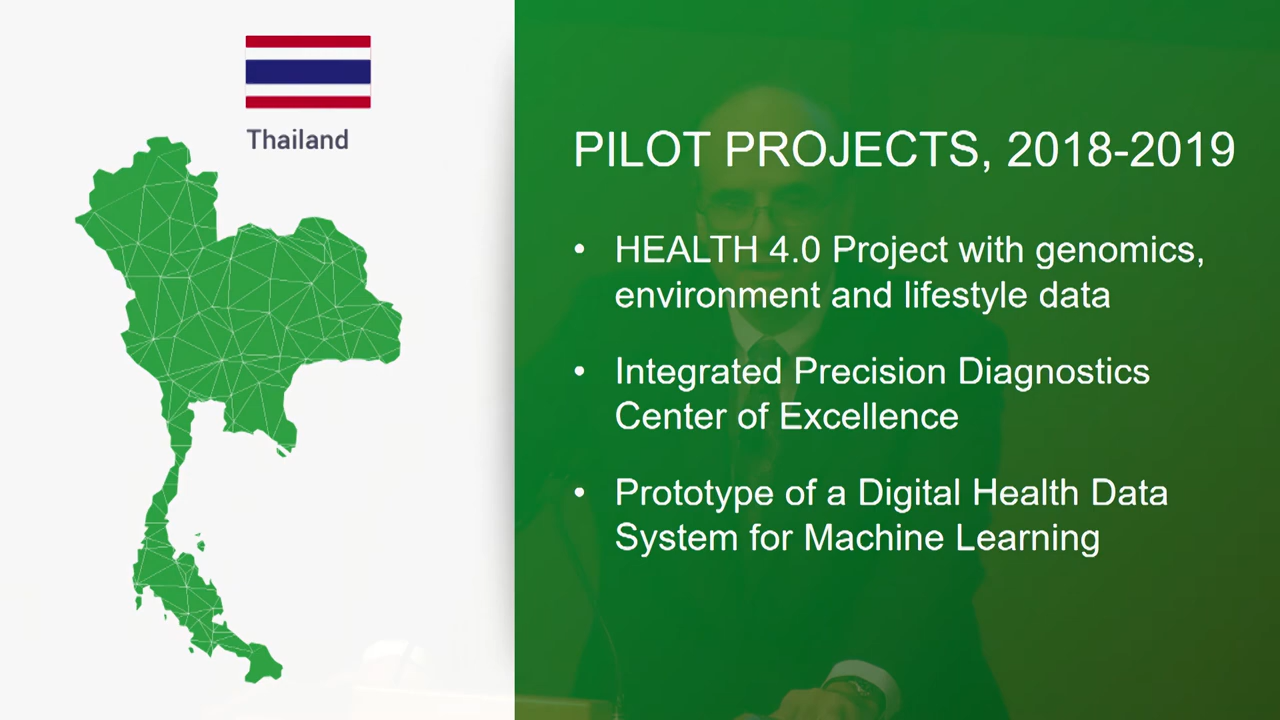 Thailand
PILOT PROJECTS, 2018-2019
• HEALTH 4.0 Project with genomics,
environment and lifestyle data
• Integrated Precision Diagnostics
Center of Excellence
• Prototype of a Digital Health Data
System for Machine Learning